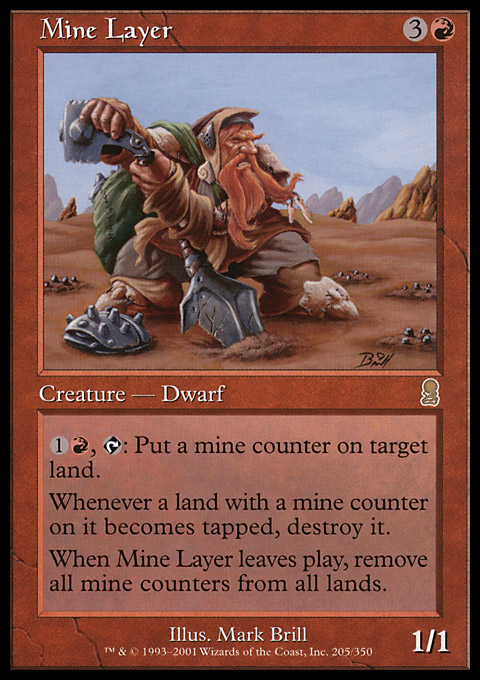 Mine Layer 3
Brill
Creature — Dwarf
1, : Put a mine counter on target
land.
Whenever a land with a mine counter
on it becomes tapped, destroy it.
When Mine Layer leaves play, remove
all mine counters from all lands.
Illus. Mark Brill
™ & © 1993–2001 Wizards of the Coast, Inc. 205/350
1/1